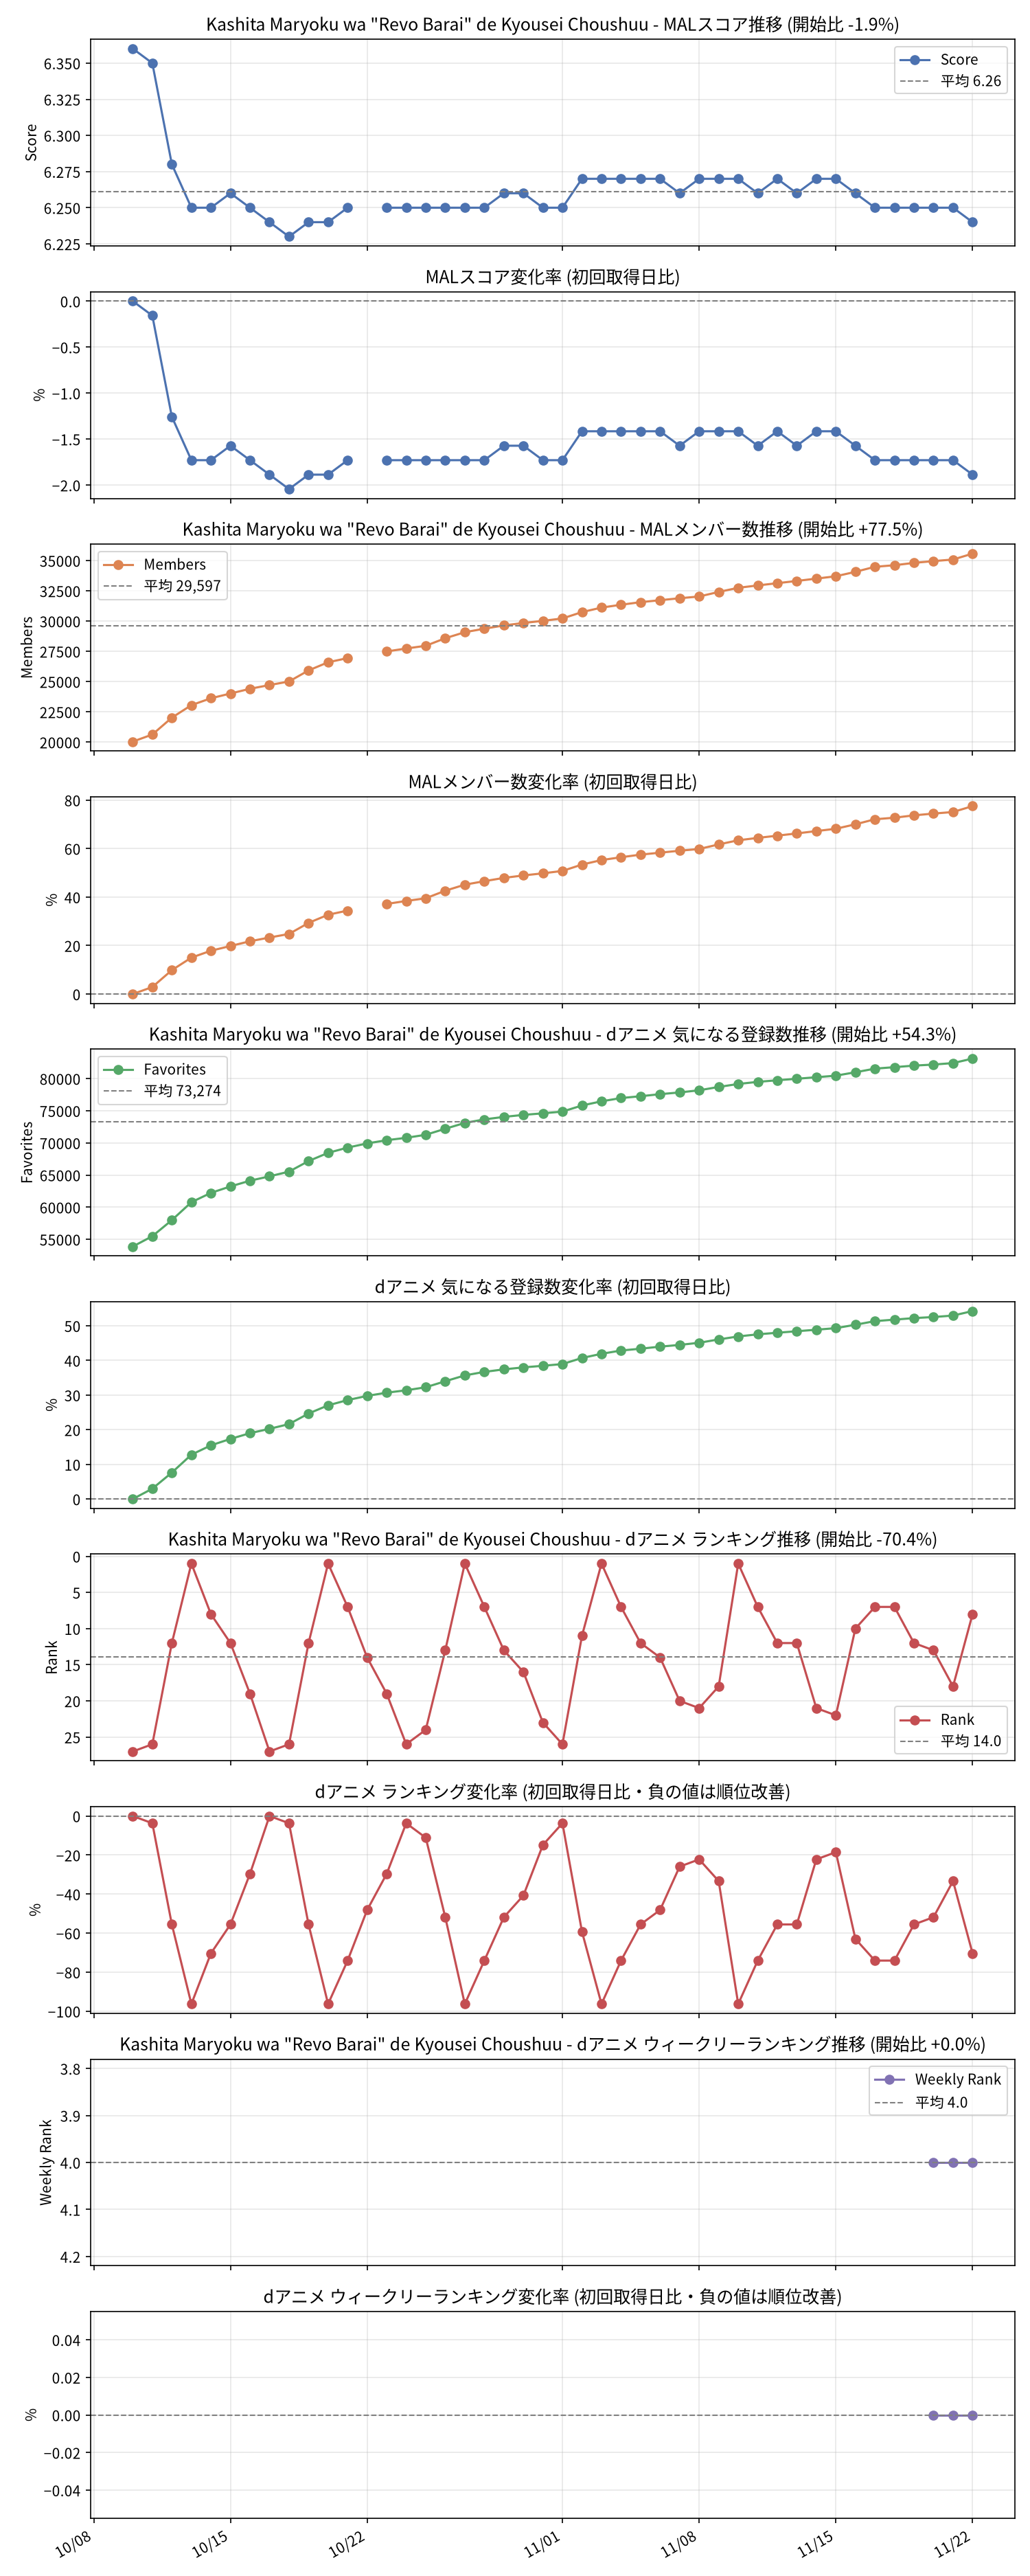 Kashita Maryoku wa "Revo Barai" de Kyousei Choushuu - MALスコア推移 (開始比 -1.9%)
Score
平均 6.26
Score
6.350
6.325
6.300
6.275
6.250
6.225
MALスコア変化率 (初回取得日比)
%
0.0
−0.5
−1.0
−1.5
−2.0
Kashita Maryoku wa "Revo Barai" de Kyousei Choushuu - MALメンバー数推移 (開始比 +77.5%)
Members
平均 29,597
Members
35000
32500
30000
27500
25000
22500
20000
MALメンバー数変化率 (初回取得日比)
%
80
60
40
20
0
Kashita Maryoku wa "Revo Barai" de Kyousei Choushuu - dアニメ 気になる登録数推移 (開始比 +54.3%)
Favorites
平均 73,274
Favorites
80000
75000
70000
65000
60000
55000
dアニメ 気になる登録数変化率 (初回取得日比)
%
50
40
30
20
10
0
Kashita Maryoku wa "Revo Barai" de Kyousei Choushuu - dアニメ ランキング推移 (開始比 -70.4%)
Rank
0
5
10
15
20
25
Rank
平均 14.0
dアニメ ランキング変化率 (初回取得日比・負の値は順位改善)
%
0
−20
−40
−60
−80
−100
Kashita Maryoku wa "Revo Barai" de Kyousei Choushuu - dアニメ ウィークリーランキング推移 (開始比 +0.0%)
Weekly Rank
平均 4.0
Weekly Rank
3.8
3.9
4.0
4.1
4.2
dアニメ ウィークリーランキング変化率 (初回取得日比・負の値は順位改善)
%
0.04
0.02
0.00
−0.02
−0.04
10/08
10/15
10/22
11/01
11/08
11/15
11/22